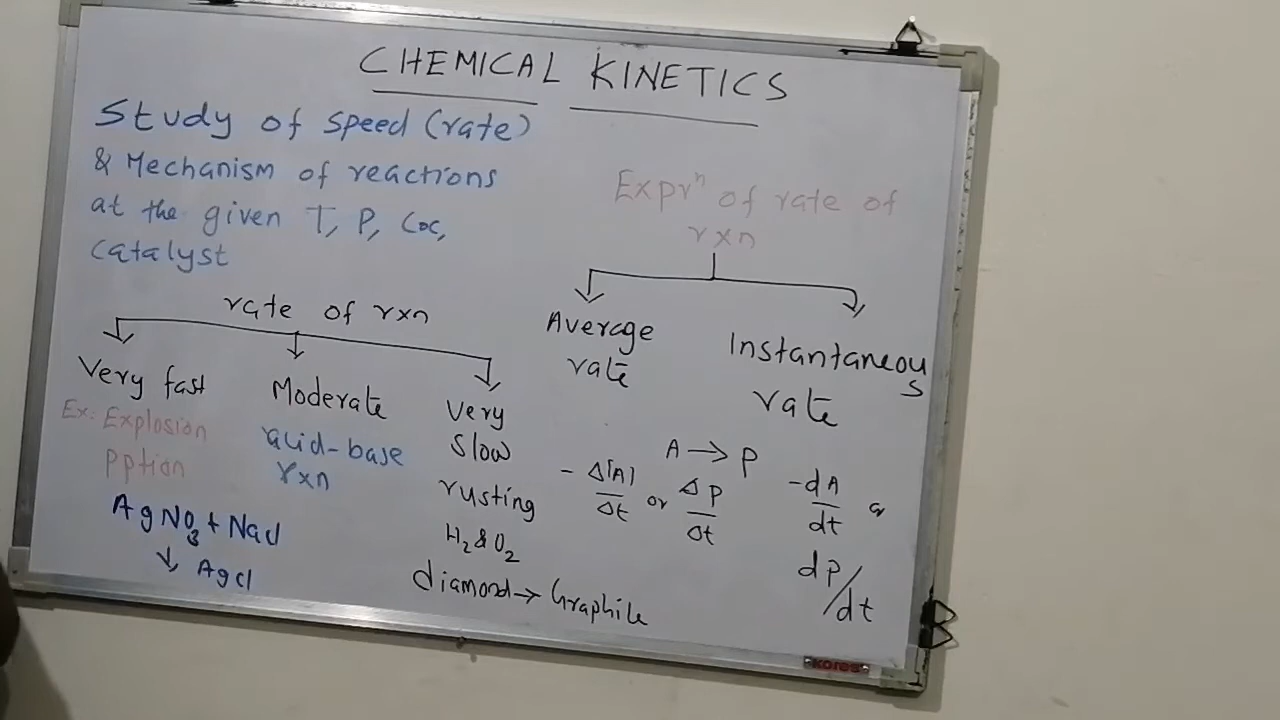 CHEMICAL KINETICS
Study of speed (rate)
& Mechanism of reactions
at the given T, P, Coc,
Catalyst
rate of rxn
Very fast
Ex: Explosion
pption
AgNO3 + NaCl
↓ AgCl
Moderate
acid-base
rxn
Very
slow
rusting
H2 & O2
diamond → Graphite
Exprⁿ of rate of
rxn
Average
rate
Instantaneou
s
rate
A → P
- Δ[A]/Δt or ΔP/Δt
-dA/dt or
dP/dt
kores